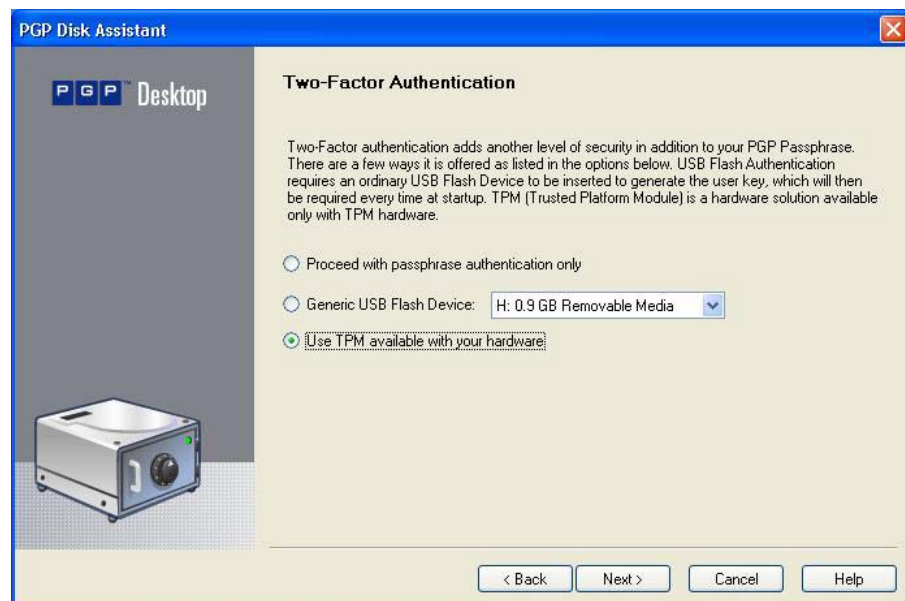 PGP Disk Assistant
PGP™ Desktop
Two-Factor Authentication
Two-Factor authentication adds another level of security in addition to your PGP Passphrase.
There are a few ways it is offered as listed in the options below. USB Flash Authentication
requires an ordinary USB Flash Device to be inserted to generate the user key, which will then
be required every time at startup. TPM (Trusted Platform Module) is a hardware solution available
only with TPM hardware.
Proceed with passphrase authentication only
Generic USB Flash Device: H: 0.9 GB Removable Media
Use TPM available with your hardware
< Back Next > Cancel Help